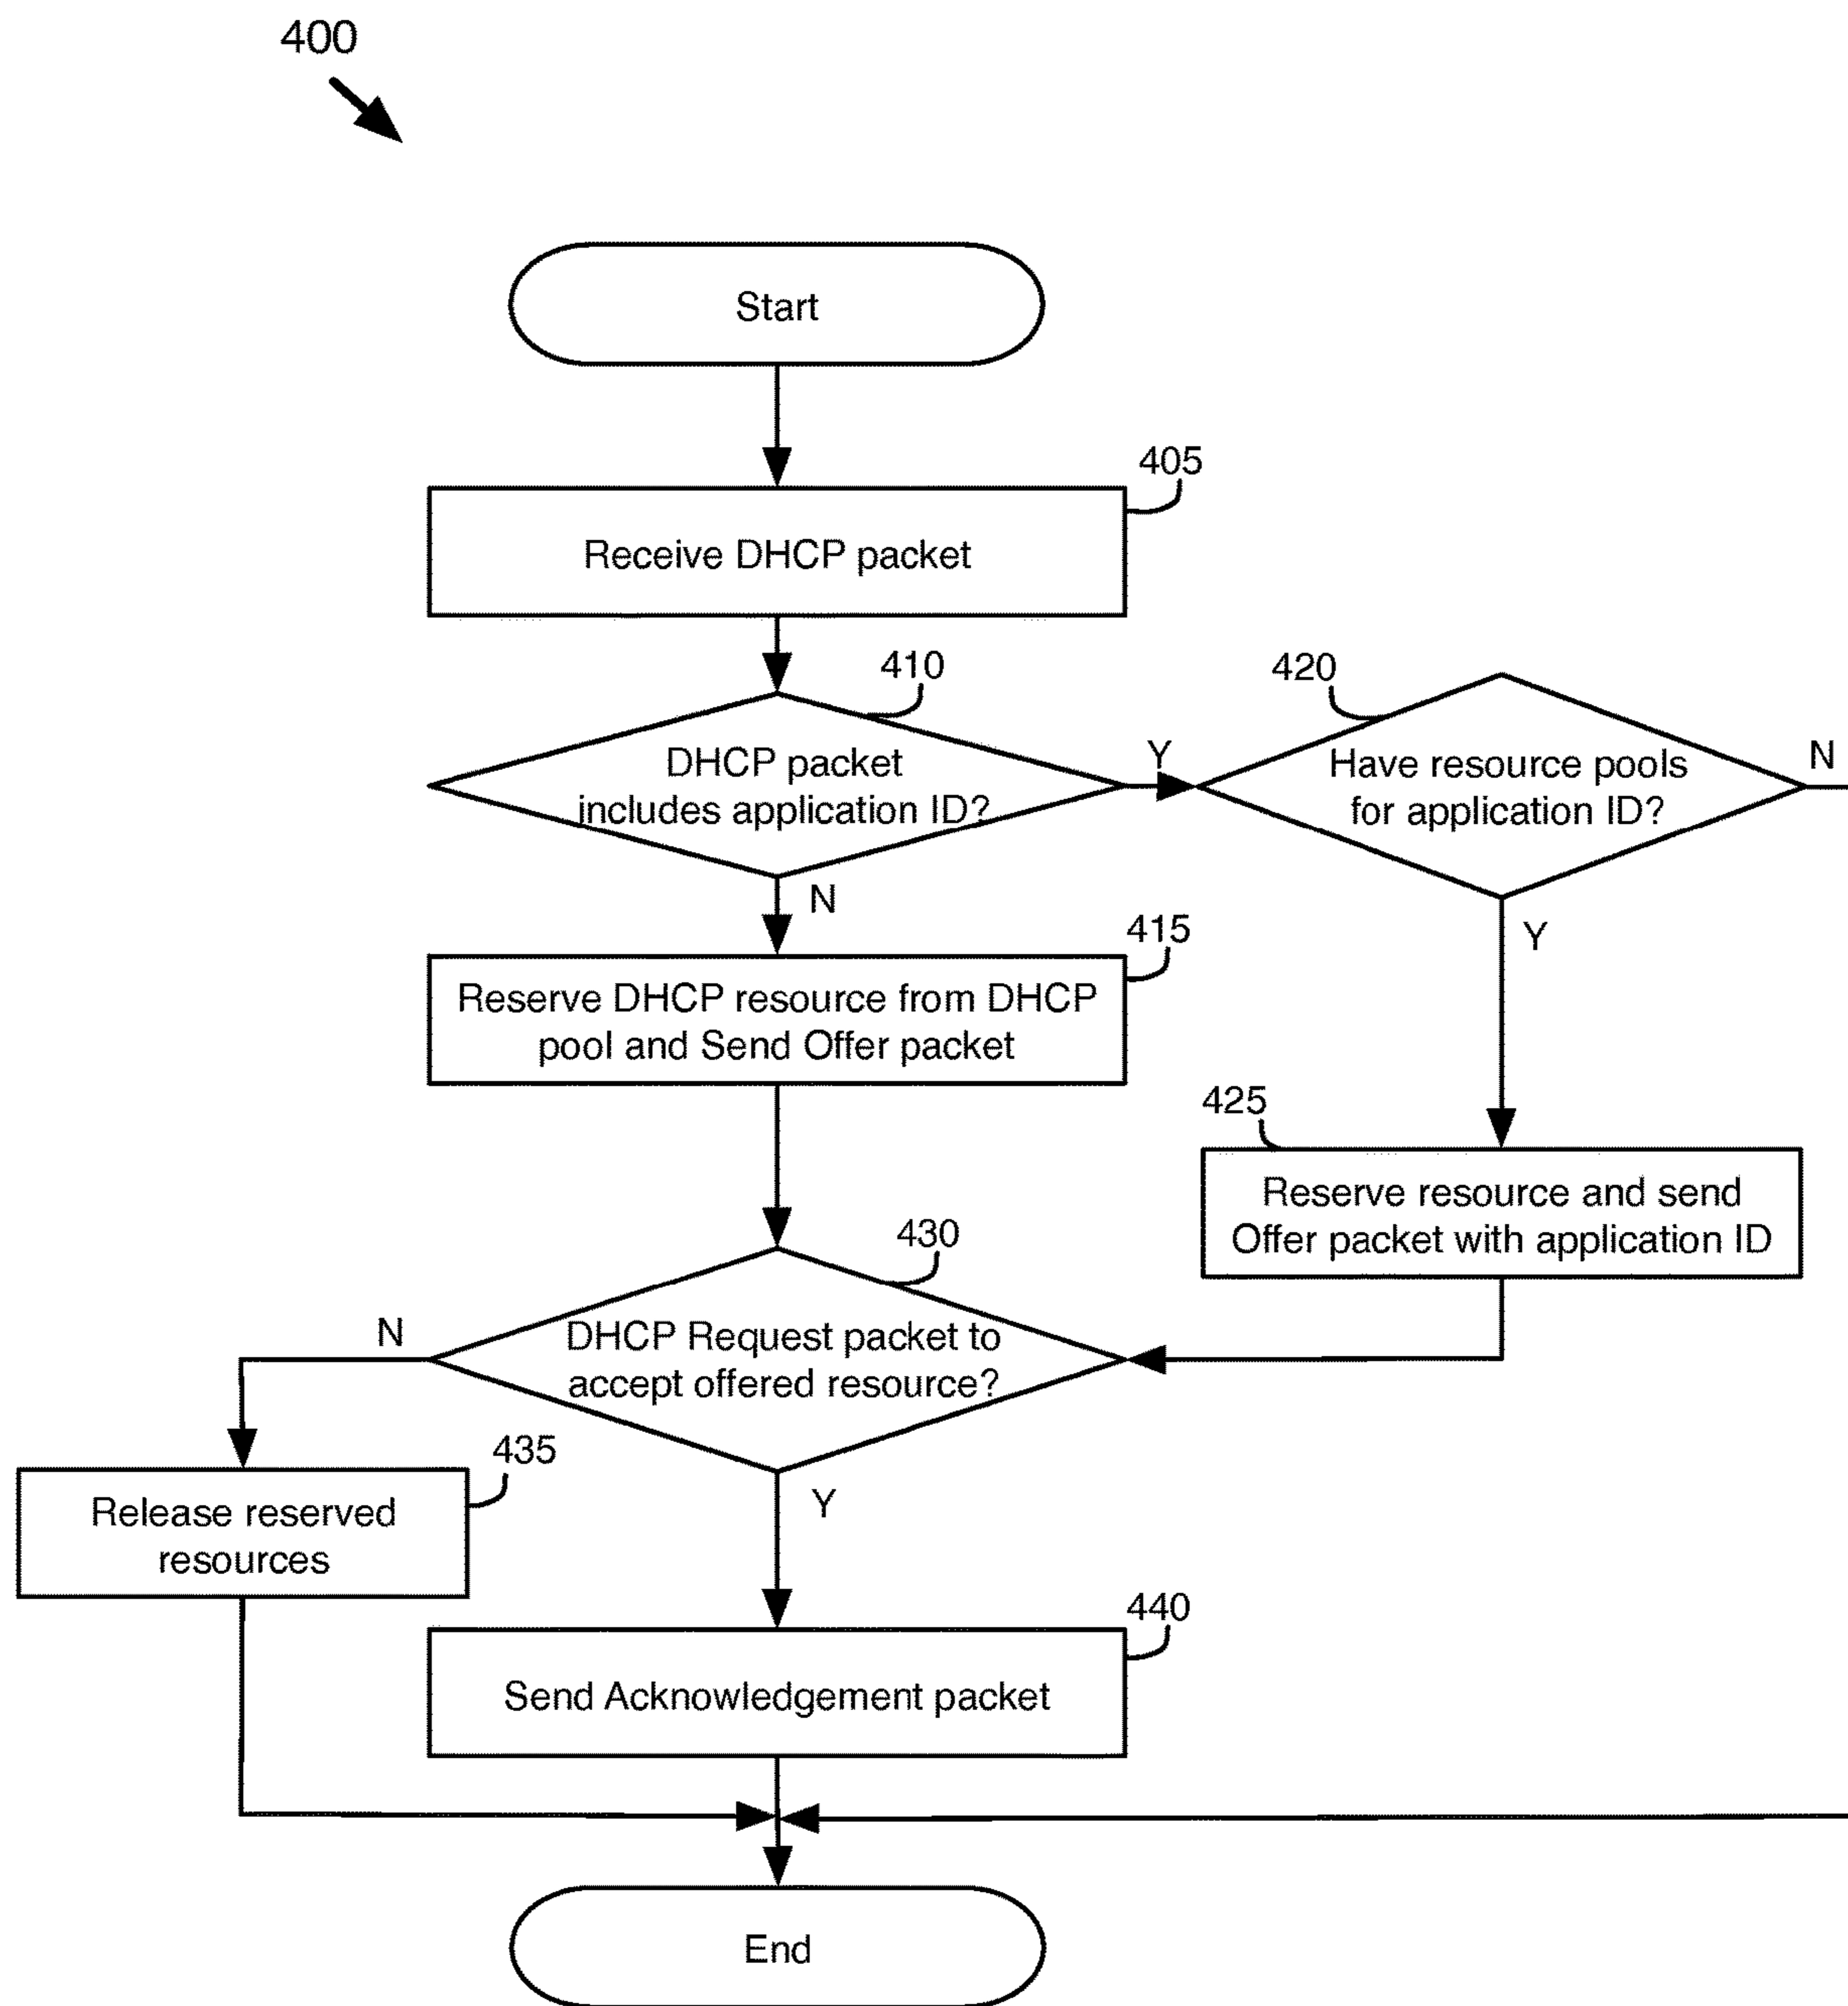 400
Start
405
Receive DHCP packet
410
420
DHCP packet
includes application ID?
Y
Have resource pools
for application ID?
N
N
Y
415
Reserve DHCP resource from DHCP
pool and Send Offer packet
425
Reserve resource and send
Offer packet with application ID
430
DHCP Request packet to
accept offered resource?
N
Y
435
Release reserved
resources
440
Send Acknowledgement packet
End